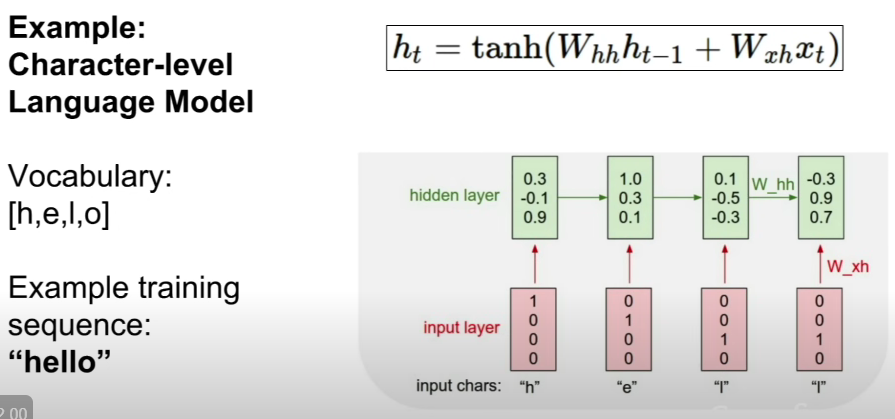 Example:
Character-level
Language Model
h_t = tanh(W_{hh}h_{t-1} + W_{xh}x_t)
Vocabulary:
[h,e,l,o]
Example training
sequence:
“hello”
hidden layer
0.3 1.0 0.1 W_hh -0.3
-0.1 0.3 -0.5 0.9
0.9 0.1 -0.3 0.7
W_xh
input layer
1 0 0 0
0 1 0 0
0 0 1 1
0 0 0 0
input chars: “h” “e” “l” “l”